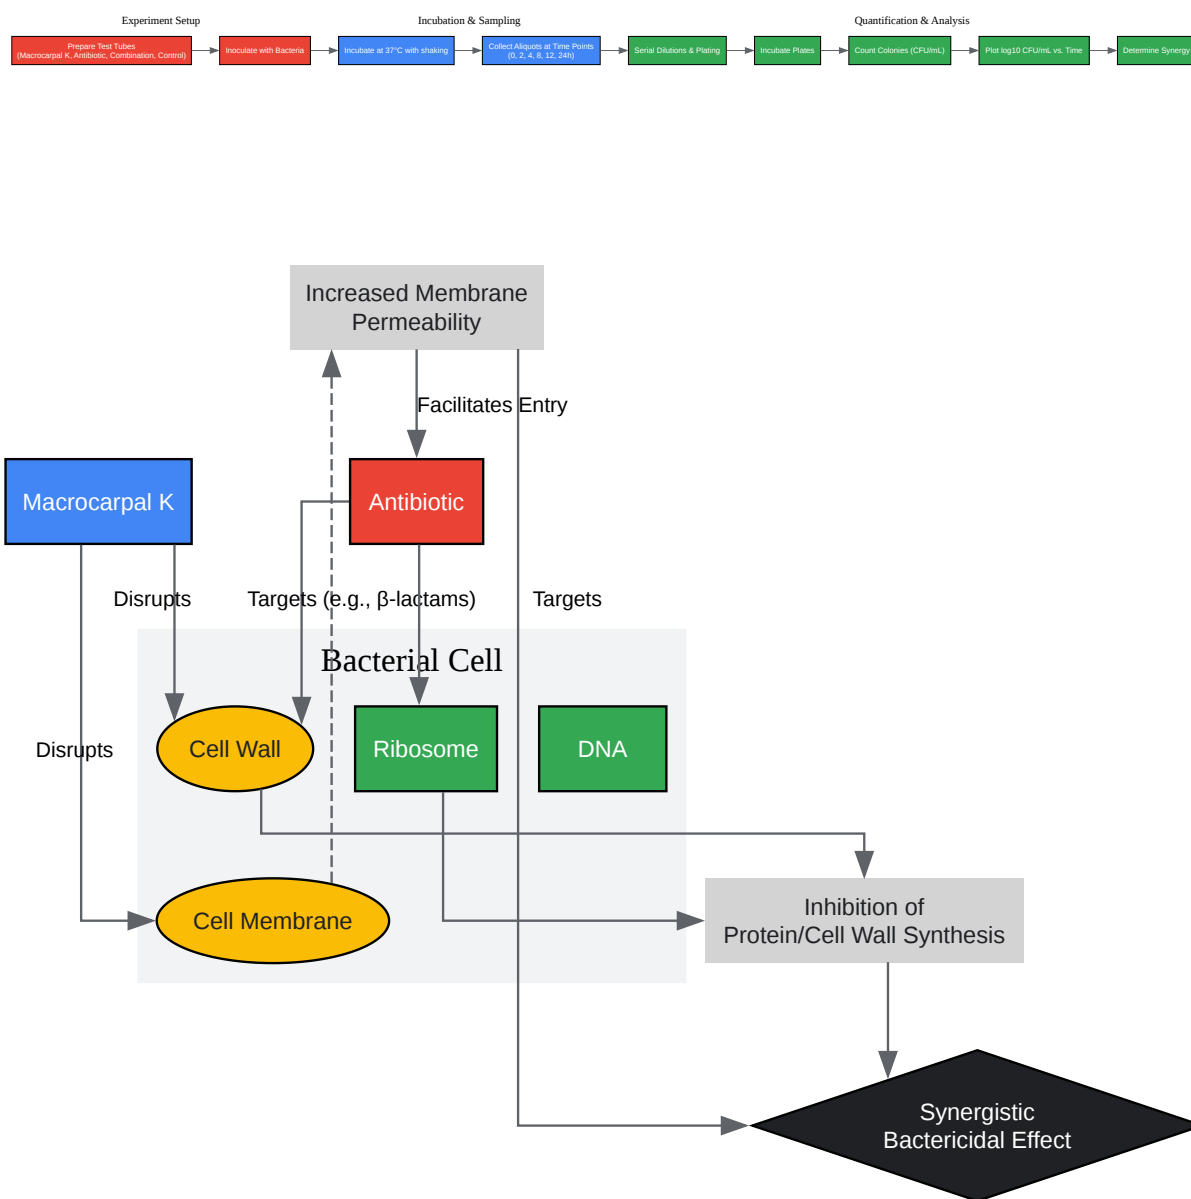 Experiment Setup
Incubation & Sampling
Quantification & Analysis
Prepare Test Tubes
(Macrocarpal K, Antibiotic, Combination, Control)
Inoculate with Bacteria
Incubate at 37°C with shaking
Collect Aliquots at Time Points
(0, 2, 4, 8, 12, 24h)
Serial Dilutions & Plating
Incubate Plates
Count Colonies (CFU/mL)
Plot log10 CFU/mL vs. Time
Determine Synergy
Increased Membrane
Permeability
Facilitates Entry
Macrocarpal K
Antibiotic
Disrupts
Targets (e.g., β-lactams)
Targets
Bacterial Cell
Disrupts
Cell Wall
Ribosome
DNA
Cell Membrane
Inhibition of
Protein/Cell Wall Synthesis
Synergistic
Bactericidal Effect